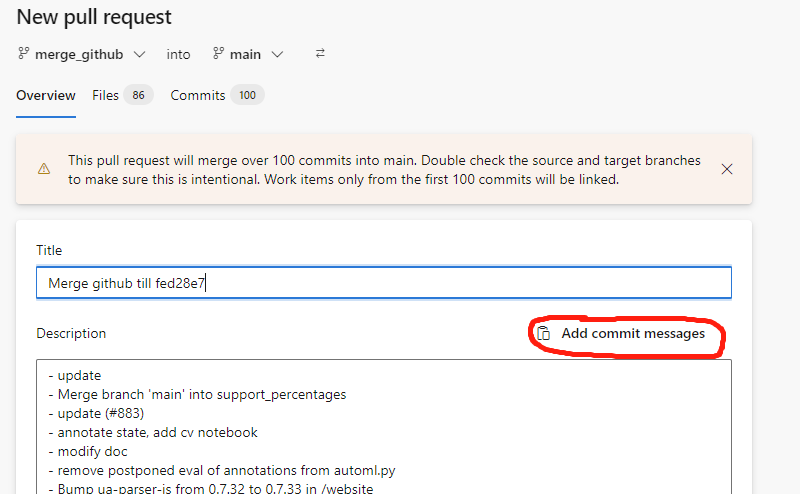 New pull request
merge_github into main
Overview Files 86 Commits 100
This pull request will merge over 100 commits into main. Double check the source and target branches
to make sure this is intentional. Work items only from the first 100 commits will be linked.
Title
Merge github till fed28e7
Description Add commit messages
- update
- Merge branch 'main' into support_percentages
- update (#883)
- annotate state, add cv notebook
- modify doc
- remove postponed eval of annotations from automl.py
- Bump ua-parser-js from 0.7.32 to 0.7.33 in /website